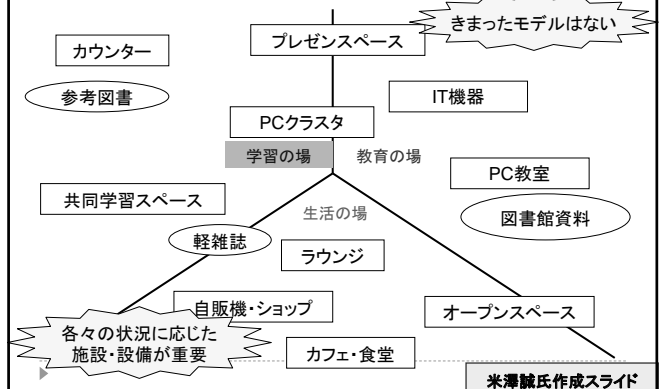 きまったモデルはない
プレゼンスペース
カウンター
参考図書
IT機器
PCクラスタ
学習の場
教育の場
PC教室
共同学習スペース
図書館資料
生活の場
軽雑誌
ラウンジ
自販機・ショップ
オープンスペース
各々の状況に応じた
施設・設備が重要
カフェ・食堂
米澤誠氏作成スライド